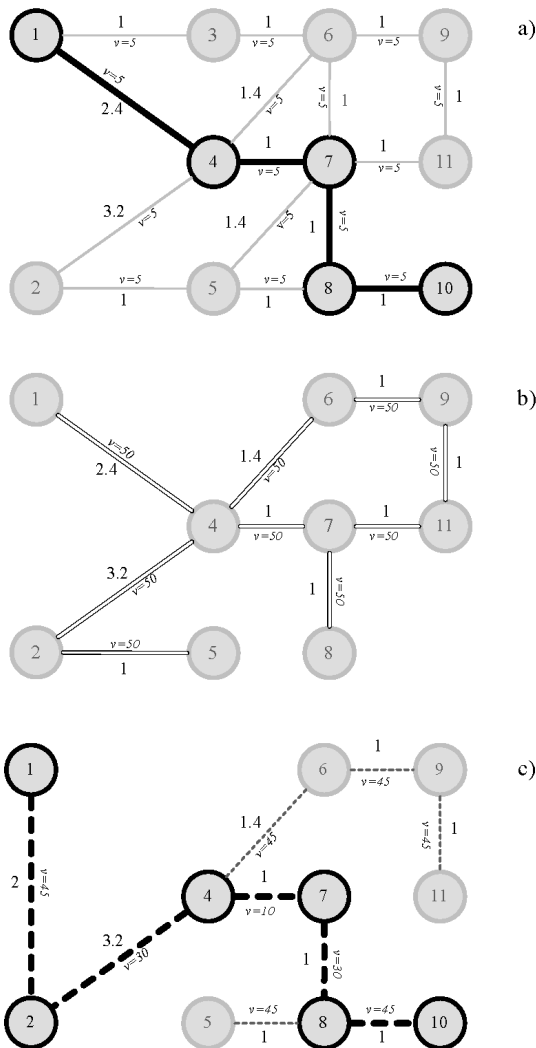 1 1 1 a)
1 3 6 9
v=5 v=5 v=5
v=5
2.4 1.4 v=5 v=5 1 v=5 1
1 1
4 7 11
v=5 v=5
3.2 v=5 1.4 v=5 1 v=5
v=5 v=5 v=5
2 5 8 10
1 1 1
1 b)
1 6 9
v=50
v=50
2.4 1.4 v=50 v=50 1
1 1
4 7 11
v=50 v=50
3.2 v=50 1 v=50
v=50
2 5 8
1
1 c)
1 6 9
v=45
2 v=45 1.4 v=45 v=45 1
1
4 7 11
v=10
3.2 v=30 1 v=30
v=45 v=45
2 5 8 10
1 1